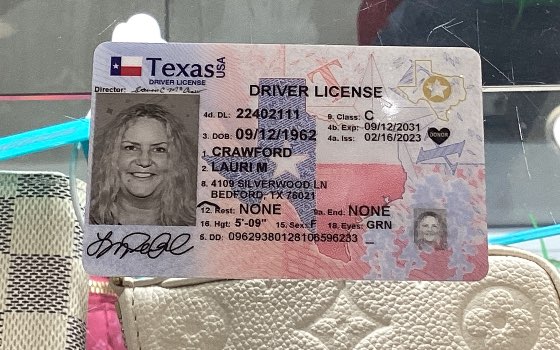 Texas USA
DRIVER LICENSE
Director:
DRIVER LICENSE
4d. DL: 22402111 9. Class: C
3. DOB: 09/12/1962 4b. Exp: 09/12/2031
4a. Iss: 02/16/2023 DONOR
1. CRAWFORD
2. LAURI M
8. 4109 SILVERWOOD LN
BEDFORD, TX 76021
12. Rest: NONE 9a. End: NONE
16. Hgt: 5'-09" 15. Sex: F 18. Eyes: GRN
5. DD: 09629380128106596233